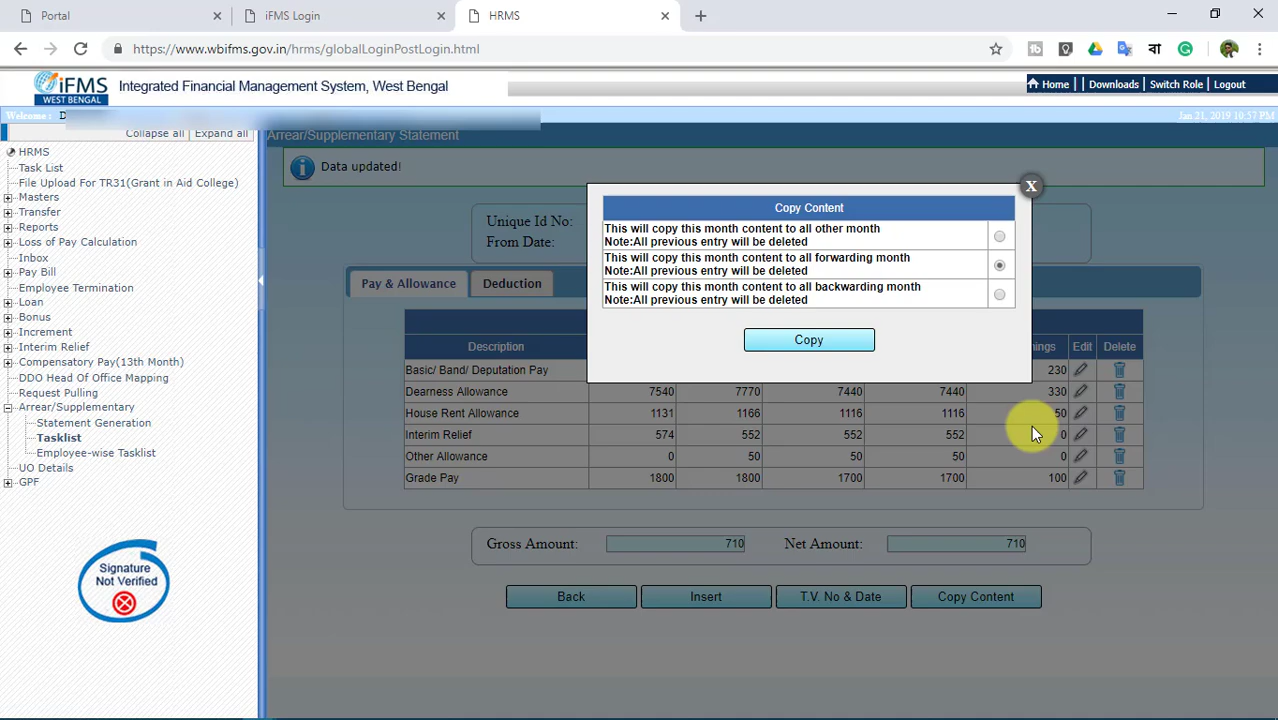 Portal
iFMS Login
HRMS
https://www.wbifms.gov.in/hrms/globalLoginPostLogin.html
বা
iFMS
WEST BENGAL
Integrated Financial Management System, West Bengal
Home | | Downloads | Switch Role | Logout
Welcome : D
Jan 21, 2019 10:57 PM
Collapse all | Expand all
HRMS
Task List
File Upload For TR31(Grant in Aid College)
Masters
Transfer
Reports
Loss of Pay Calculation
Inbox
Pay Bill
Employee Termination
Loan
Bonus
Increment
Interim Relief
Compensatory Pay(13th Month)
DDO Head Of Office Mapping
Request Pulling
Arrear/Supplementary
Statement Generation
Tasklist
Employee-wise Tasklist
UO Details
GPF
Signature
Not Verified
Arrear/Supplementary Statement
Data updated!
Unique Id No:
From Date:
Pay & Allowance
Deduction
X
Copy Content
This will copy this month content to all other month
Note:All previous entry will be deleted
This will copy this month content to all forwarding month
Note:All previous entry will be deleted
This will copy this month content to all backwarding month
Note:All previous entry will be deleted
Copy
Description Edit Delete
Basic/ Band/ Deputation Pay 230
Dearness Allowance 7540 7770 7440 7440 330
House Rent Allowance 1131 1166 1116 1116 50
Interim Relief 574 552 552 552 0
Other Allowance 0 50 50 50 0
Grade Pay 1800 1800 1700 1700 100
Gross Amount: 710 Net Amount: 710
Back Insert T.V. No & Date Copy Content